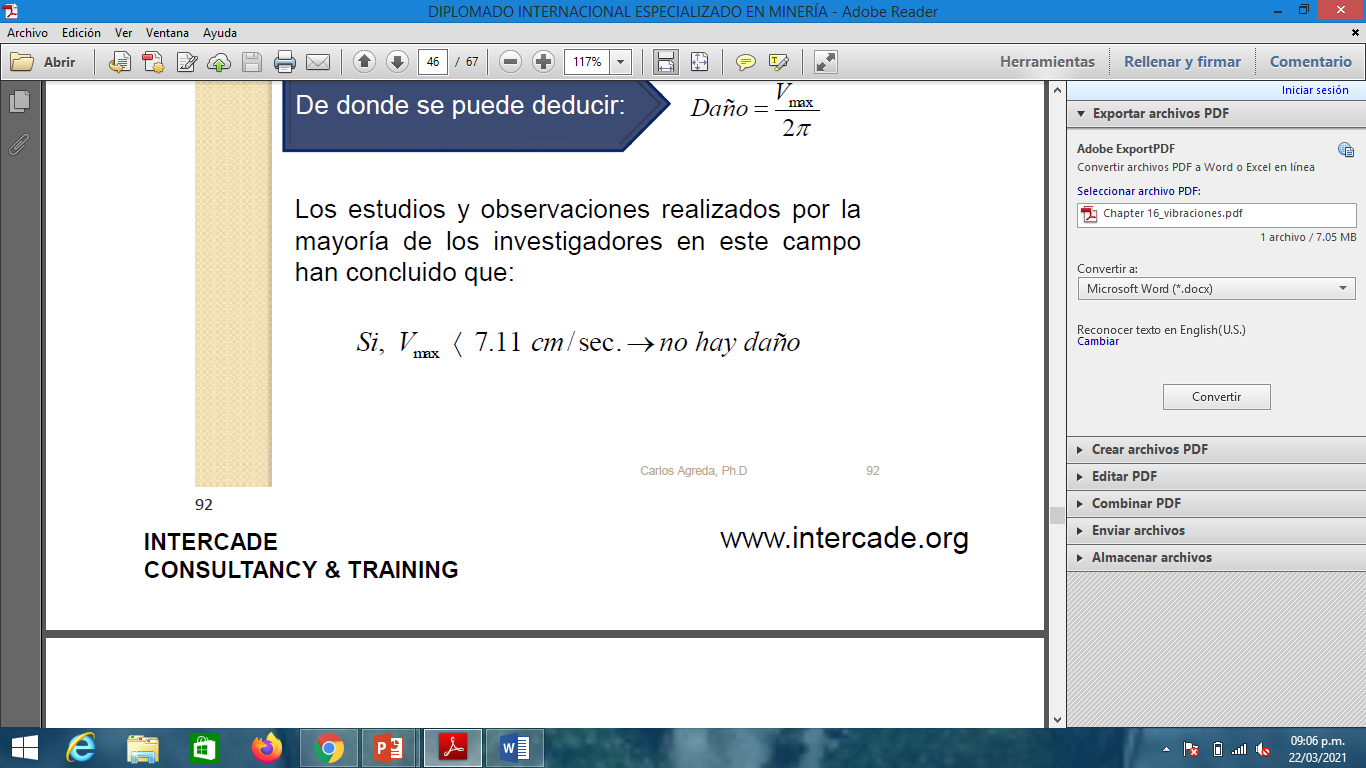 DIPLOMADO INTERNACIONAL ESPECIALIZADO EN MINERÍA - Adobe Reader
Archivo Edición Ver Ventana Ayuda
Abrir 46 / 67 117% Herramientas Rellenar y firmar Comentario
De donde se puede deducir:
Daño = Vmax / 2π
Los estudios y observaciones realizados por la
mayoría de los investigadores en este campo
han concluido que:
Si, Vmax 〈 7.11 cm/sec. → no hay daño
Carlos Agreda, Ph.D 92
92
INTERCADE
CONSULTANCY & TRAINING
www.intercade.org
Iniciar sesión
Exportar archivos PDF
Adobe ExportPDF
Convertir archivos PDF a Word o Excel en línea
Seleccionar archivo PDF:
Chapter 16_vibraciones.pdf
1 archivo / 7.05 MB
Convertir a:
Microsoft Word (*.docx)
Reconocer texto en English(U.S.)
Cambiar
Convertir
Crear archivos PDF
Editar PDF
Combinar PDF
Enviar archivos
Almacenar archivos
09:06 p.m.
22/03/2021